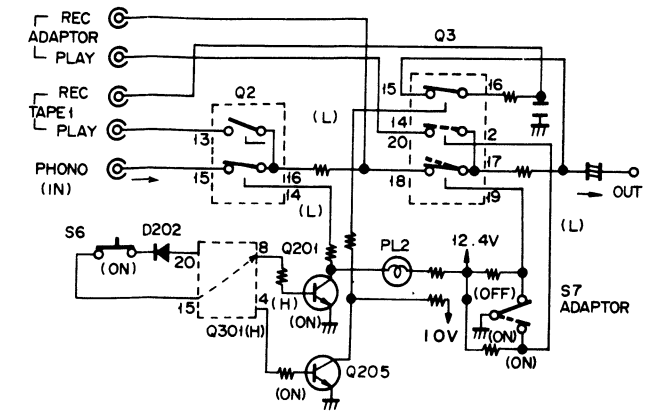 REC
ADAPTOR
PLAY
Q3
REC
TAPE1
PLAY
Q2
15
16
(L)
14
20
2
13
PHONO
(IN)
15
16
14
18
17
19
(L)
OUT
(L)
S6
D202
(ON)
20
8
Q201
PL2
12.4V
15
4
(H)
(ON)
(OFF)
S7
ADAPTOR
10V
(ON)
(ON)
Q301(H)
Q205
(ON)